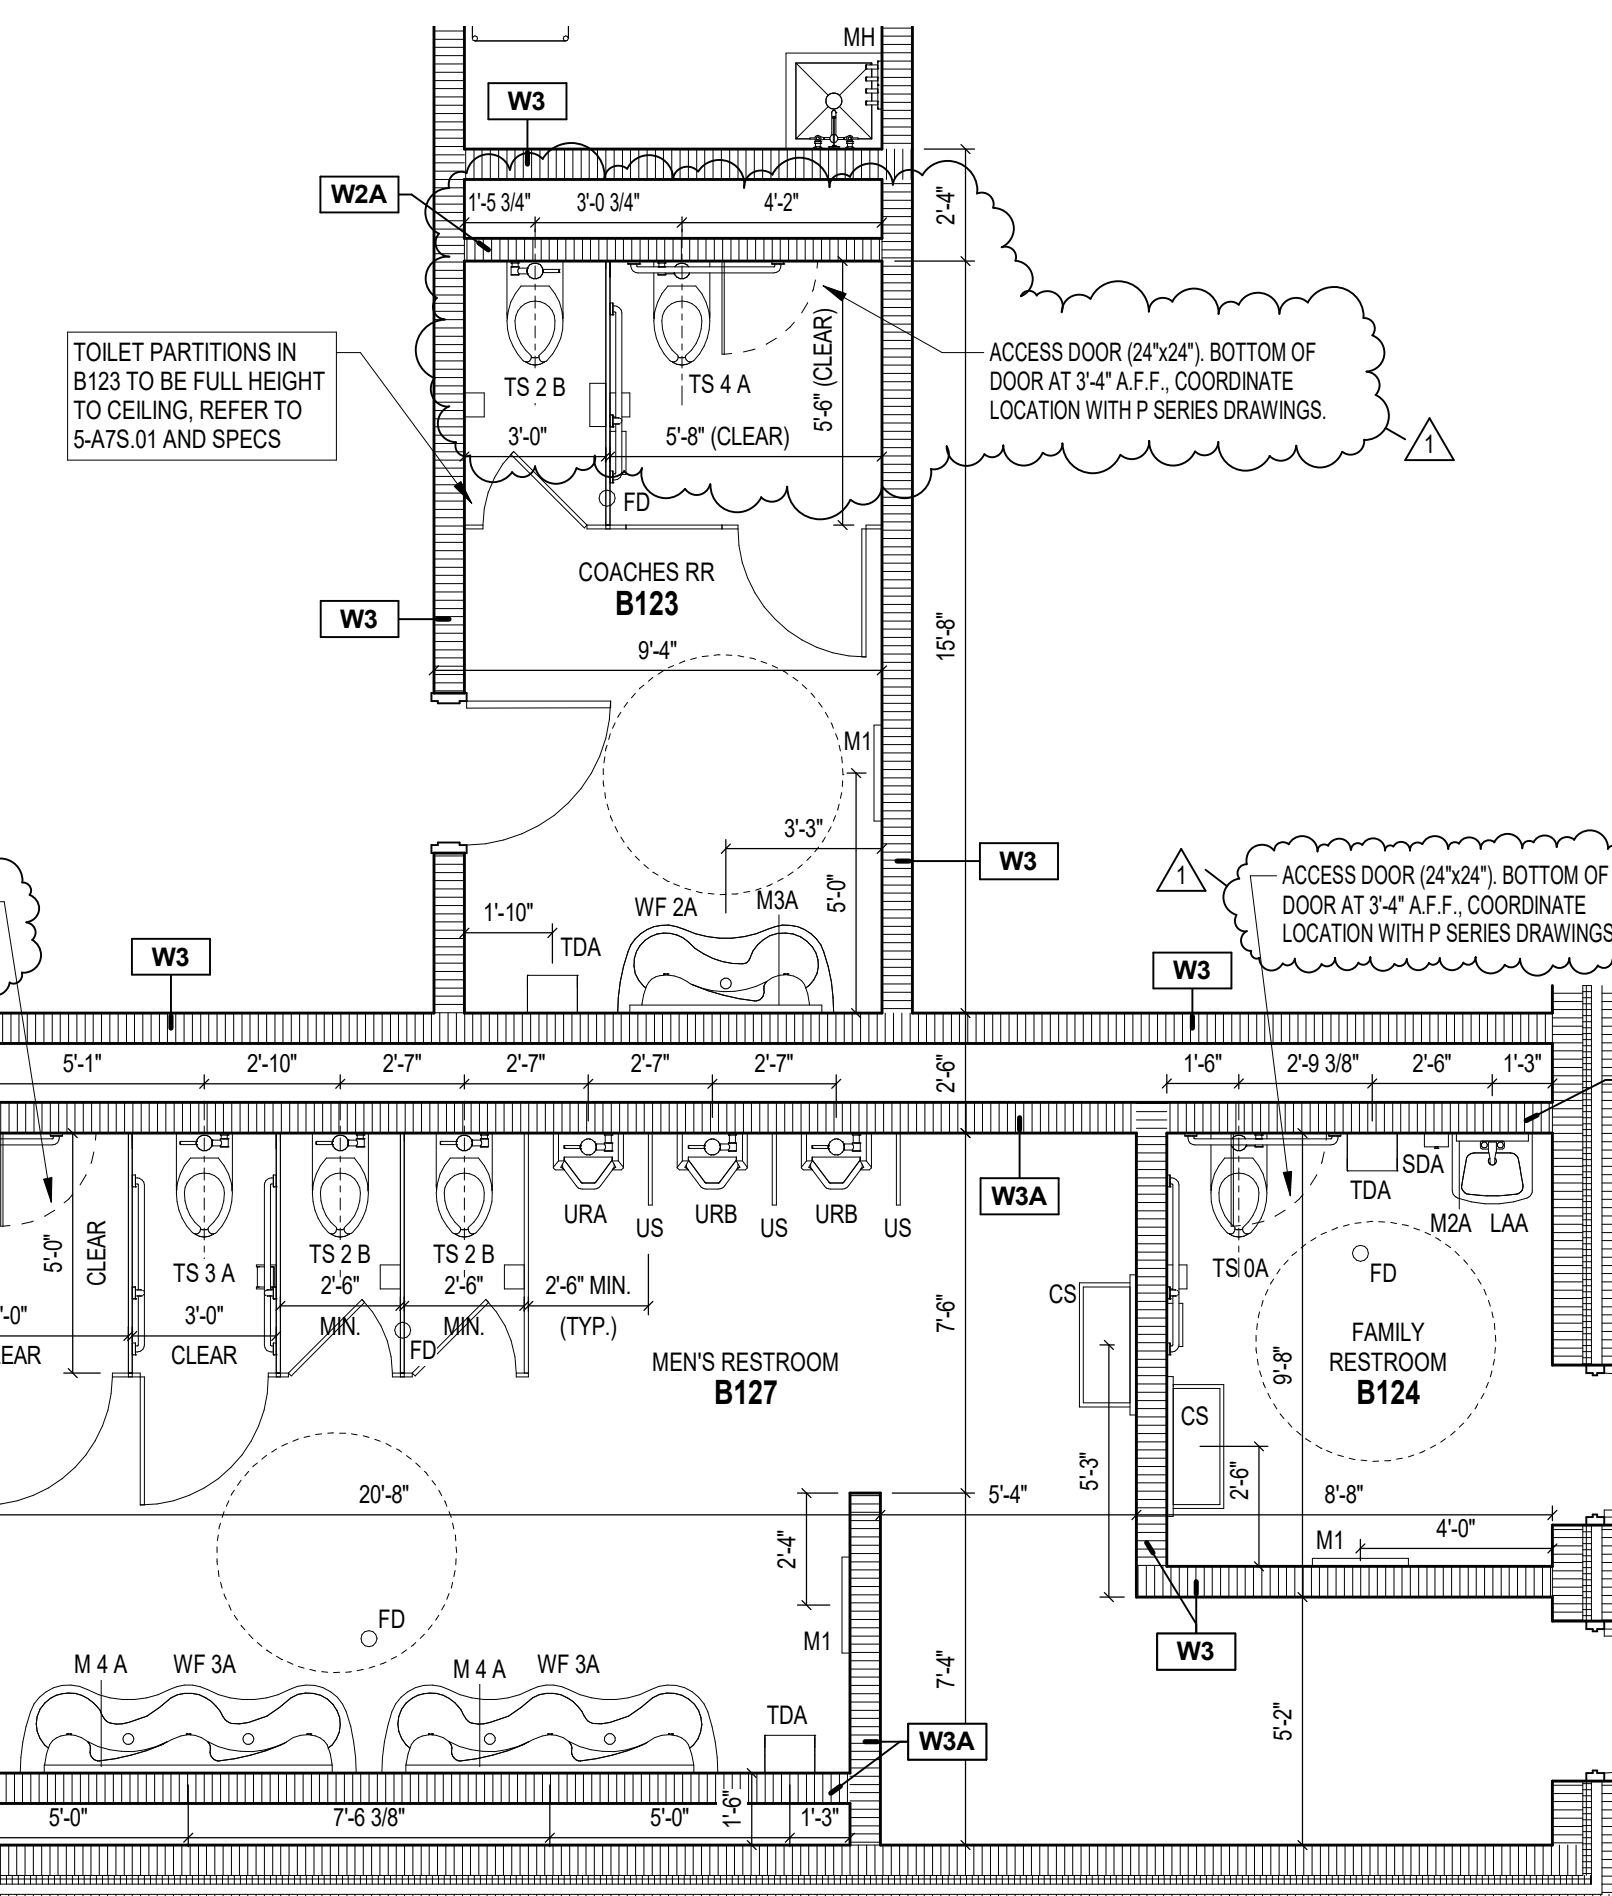 MH
W3
W2A
1'-5 3/4"
3'-0 3/4"
4'-2"
2'-4"
TOILET PARTITIONS IN
B123 TO BE FULL HEIGHT
TO CEILING, REFER TO
5-A7S.01 AND SPECS
TS 2 B
TS 4 A
5'-6" (CLEAR)
ACCESS DOOR (24"x24"). BOTTOM OF
DOOR AT 3'-4" A.F.F., COORDINATE
LOCATION WITH P SERIES DRAWINGS.
1
3'-0"
5'-8" (CLEAR)
FD
COACHES RR
B123
W3
9'-4"
15'-8"
M1
3'-3"
W3
5'-0"
1'-10"
TDA
WF 2A
M3A
1
ACCESS DOOR (24"x24"). BOTTOM OF
DOOR AT 3'-4" A.F.F., COORDINATE
LOCATION WITH P SERIES DRAWINGS
W3
W3
5'-1"
2'-10"
2'-7"
2'-7"
2'-7"
2'-7"
2'-6"
1'-6"
2'-9 3/8"
2'-6"
1'-3"
5'-0"
CLEAR
TS 3 A
TS 2 B
TS 2 B
URA
US
URB
US
URB
US
W3A
TS 0A
TDA
SDA
M2A
LAA
FD
'-0"
EAR
3'-0"
CLEAR
2'-6"
MIN.
2'-6"
MIN.
2'-6" MIN.
(TYP.)
FD
MEN'S RESTROOM
B127
7'-6"
CS
5'-3"
CS
2'-6"
9'-8"
FAMILY
RESTROOM
B124
20'-8"
5'-4"
8'-8"
4'-0"
M1
2'-4"
M1
FD
W3
M 4 A
WF 3A
M 4 A
WF 3A
TDA
W3A
7'-4"
5'-2"
5'-0"
7'-6 3/8"
5'-0"
1'-6"
1'-3"